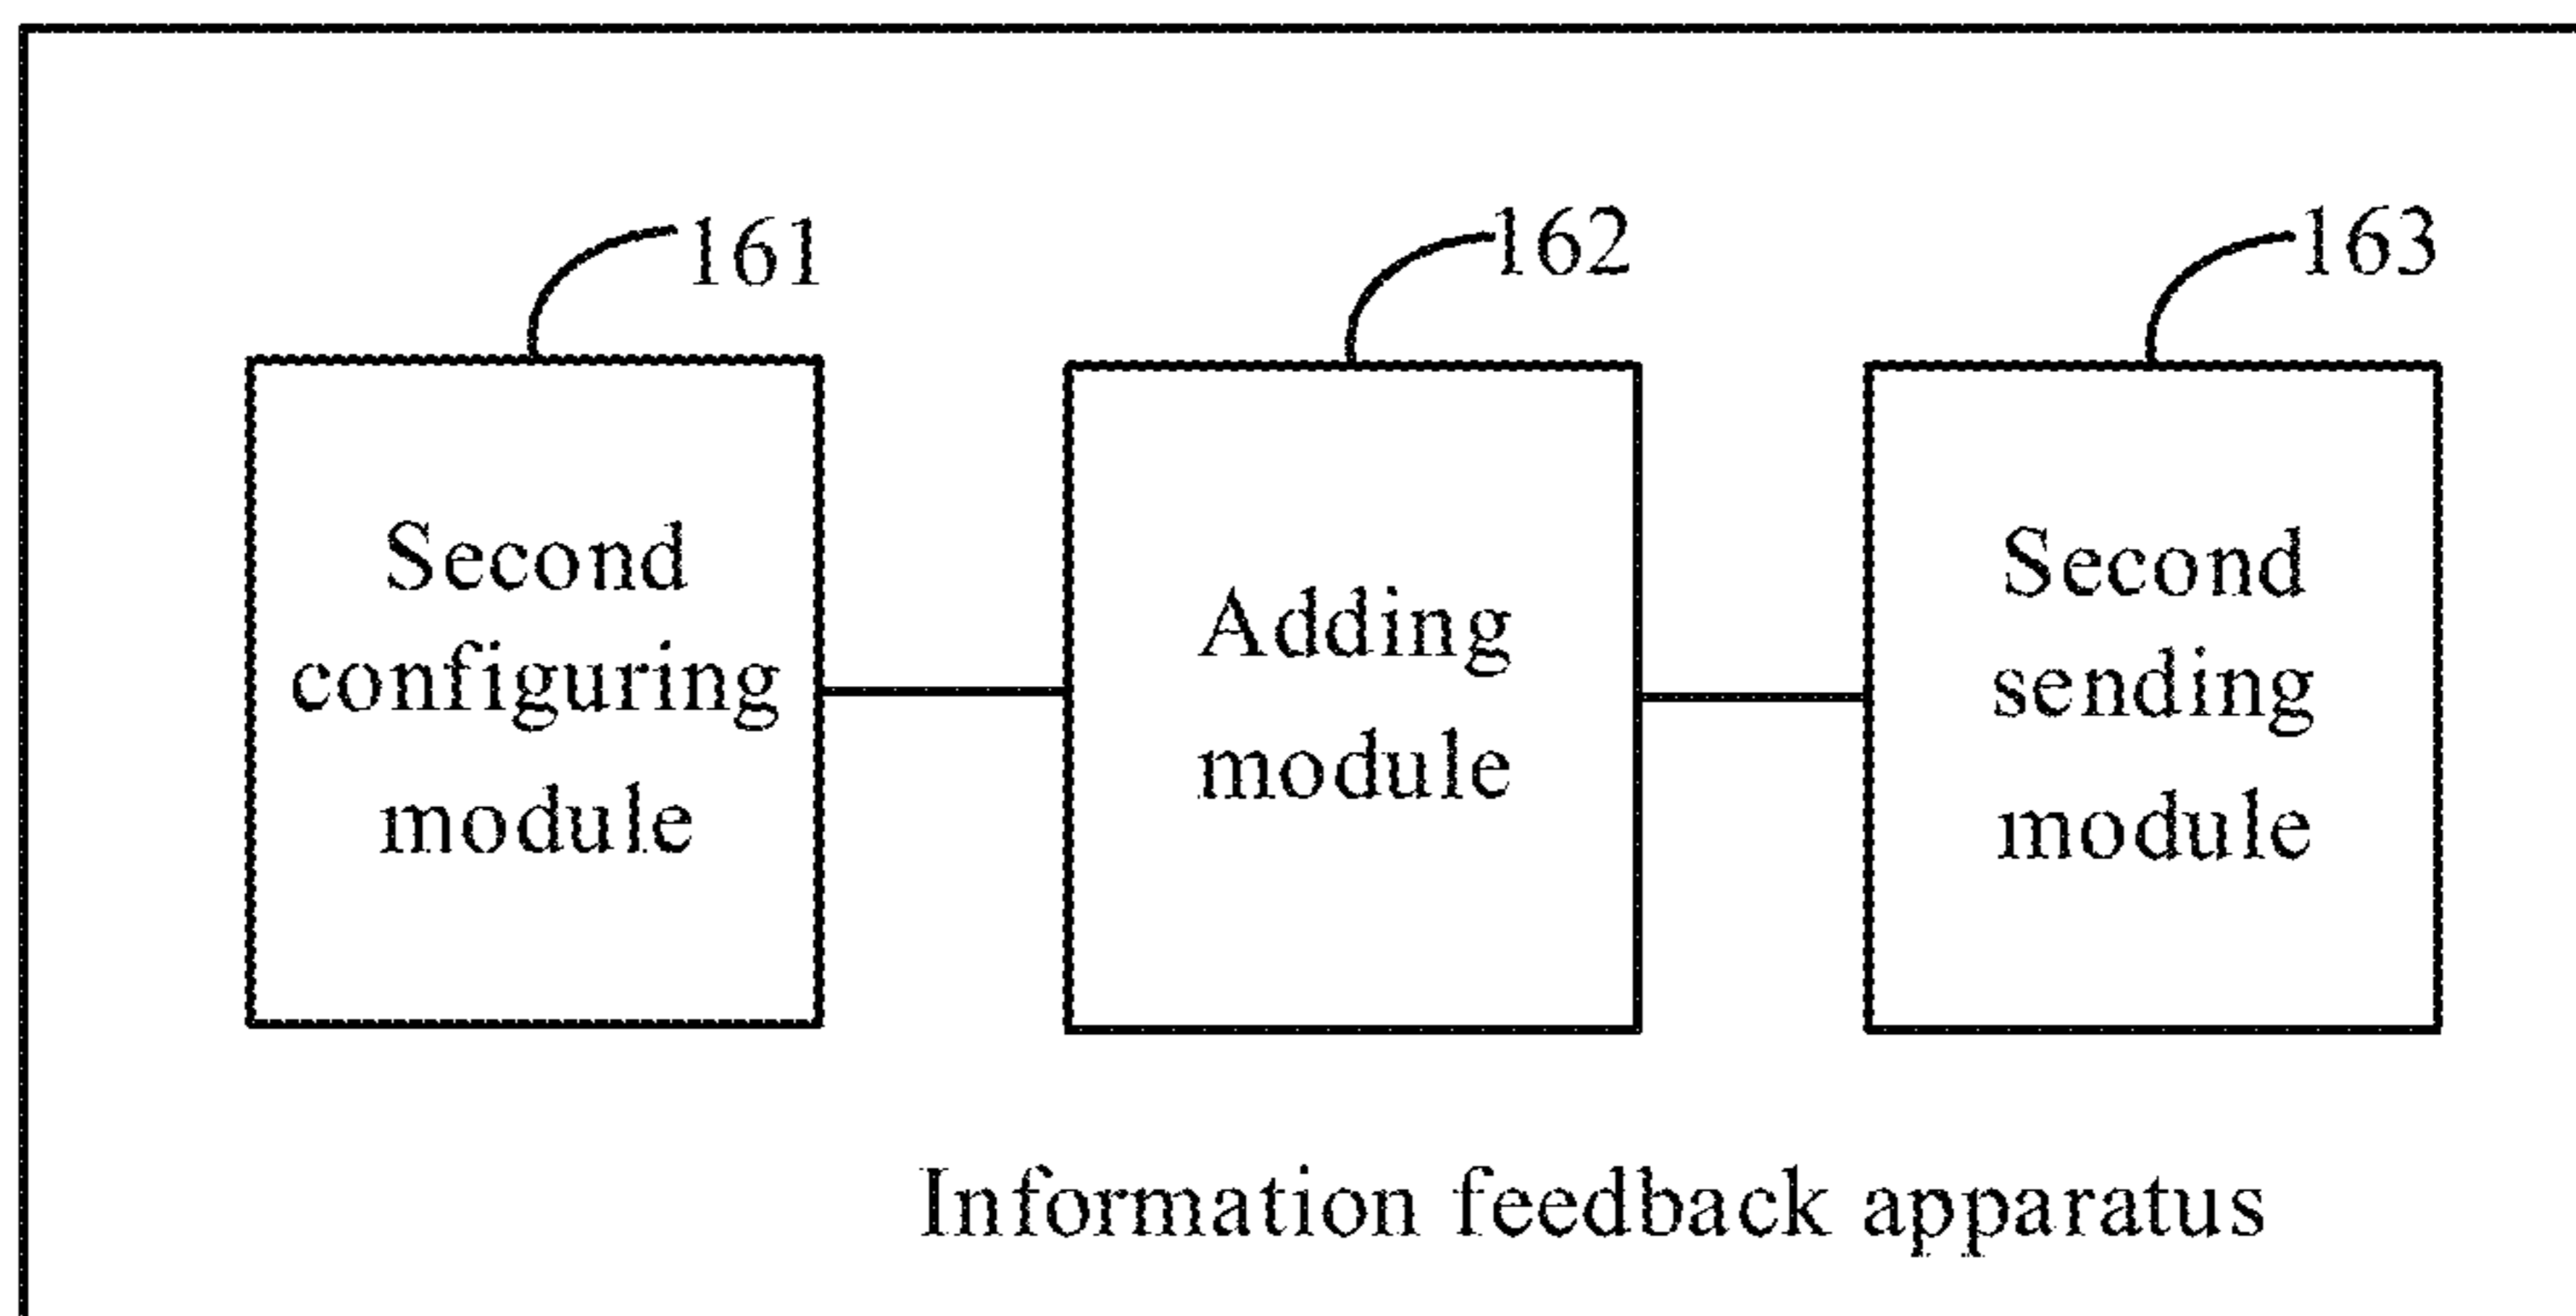 161
162
163
Second
configuring
module
Adding
module
Second
sending
module
Information feedback apparatus